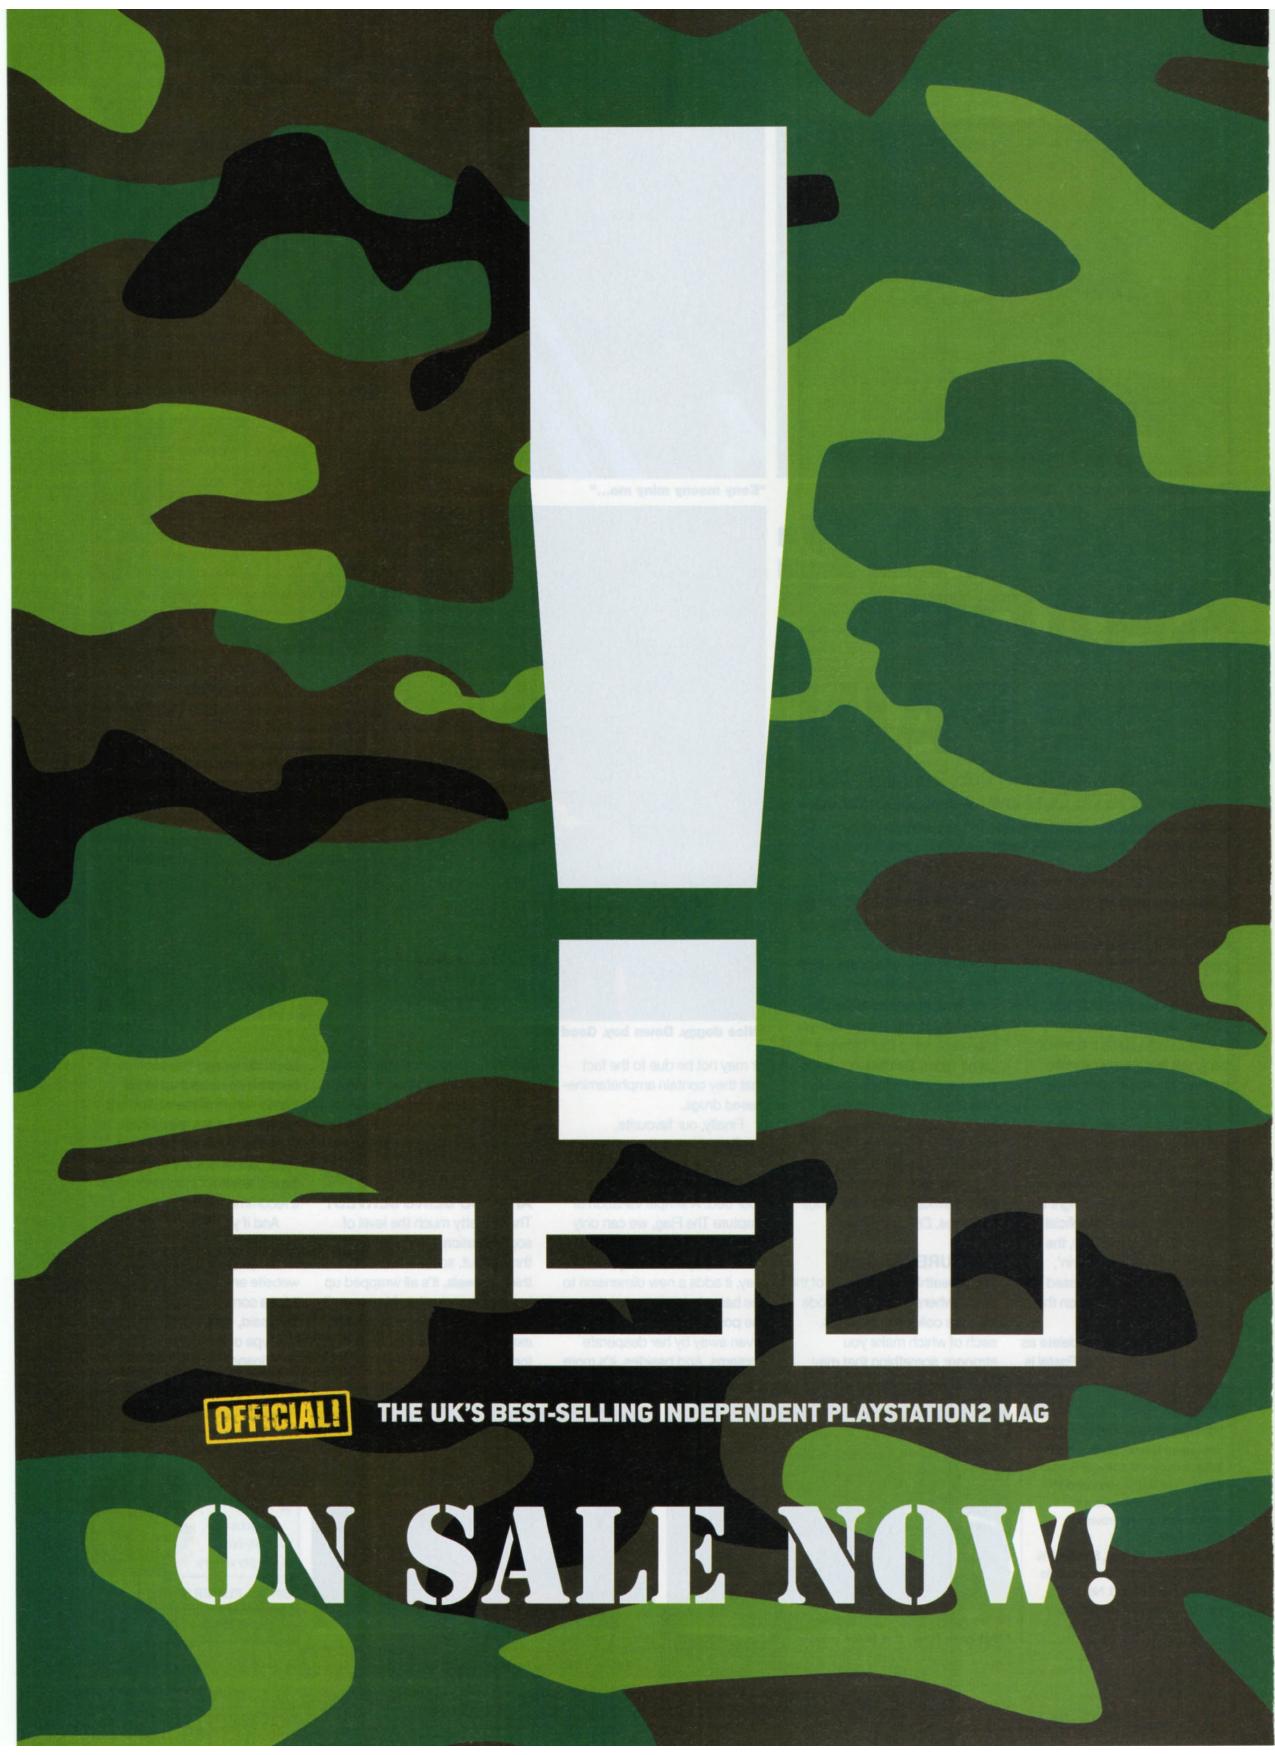 !
PSW
OFFICIAL! THE UK'S BEST-SELLING INDEPENDENT PLAYSTATION2 MAG
ON SALE NOW!